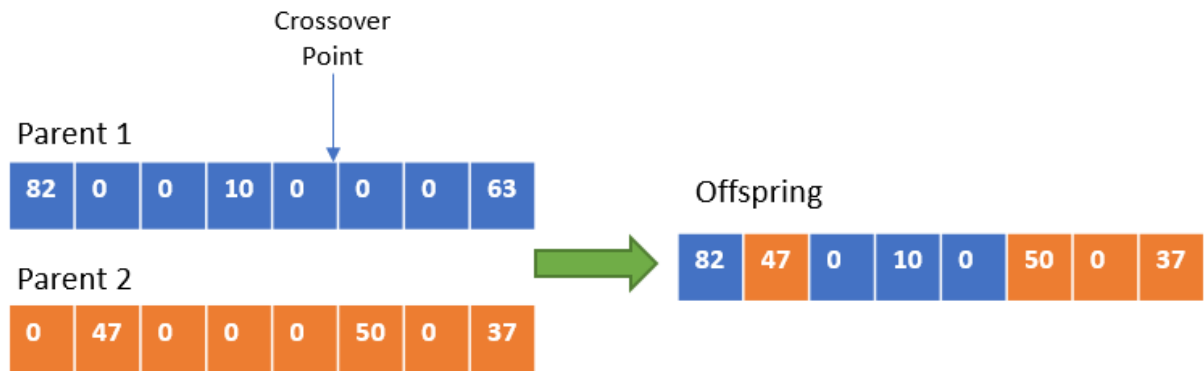 Crossover
Point
Parent 1
82 0 0 10 0 0 0 63
Offspring
82 47 0 10 0 50 0 37
Parent 2
0 47 0 0 0 50 0 37